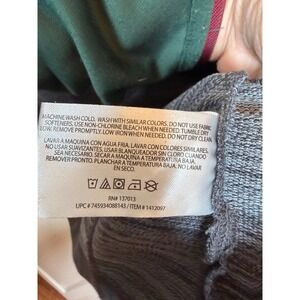 MACHINE WASH COLD. WASH WITH SIMILAR COLORS. DO NOT USE FABRIC
SOFTENERS. USE NON-CHLORINE BLEACH WHEN NEEDED. TUMBLE DRY
LOW. REMOVE PROMPTLY. LOW IRON WHEN NEEDED. DO NOT DRY CLEAN.
LAVAR A MAQUINA CON AGUA FRIA. LAVAR CON COLORES SIMILARES.
NO USAR SUAVIZANTES. USAR BLANQUEADOR SIN CLORO CUANDO
SEA NECESARIO. SECAR A MAQUINA A TEMPERATURA BAJA.
REMOVER PRONTO. PLANCHAR A TEMPERATURA BAJA. NO LAVAR
EN SECO.
RN# 137013
UPC # 745934088143 / ITEM # 1412097